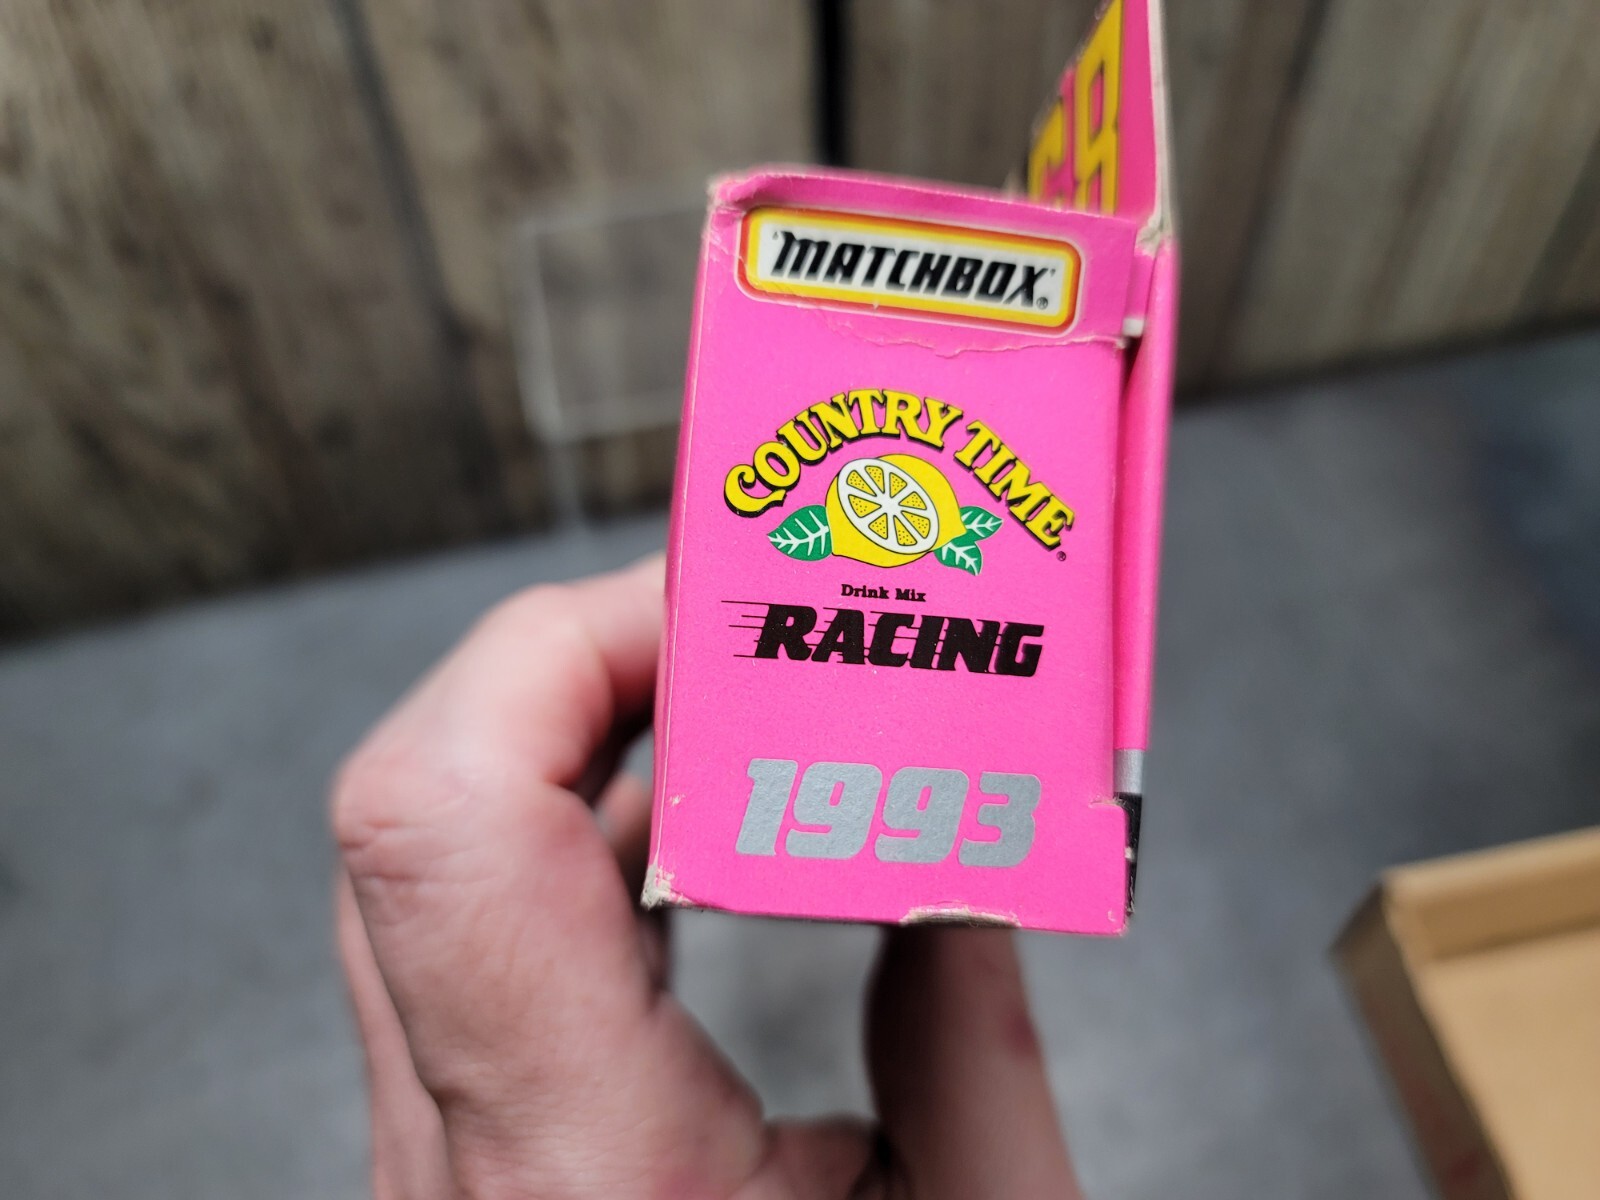 'MATCHBOX'®
COUNTRY TIME®
Drink Mix
RACING
1993